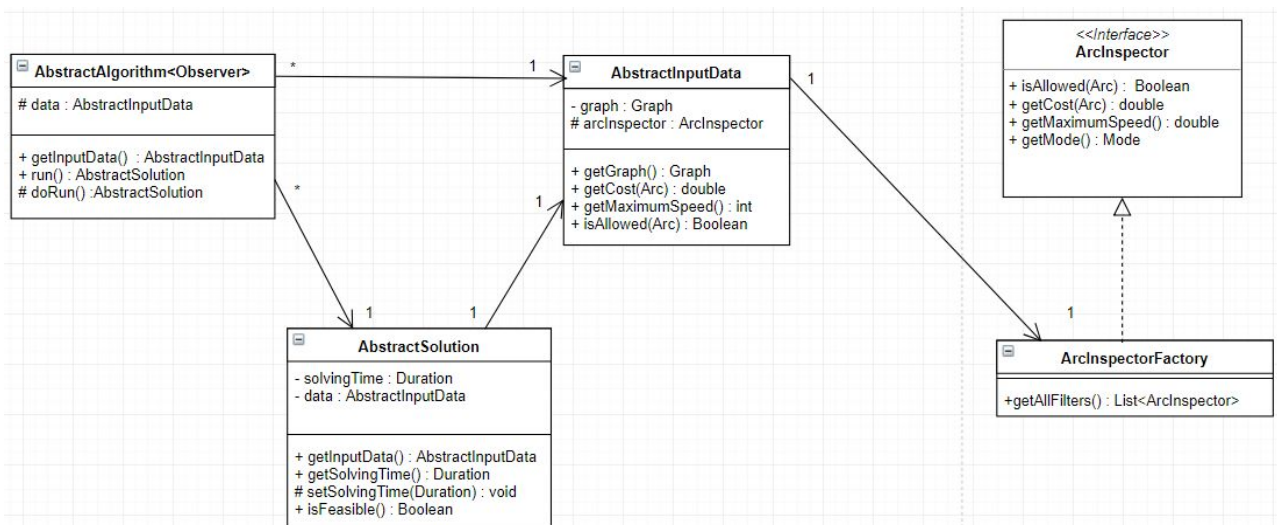 AbstractAlgorithm<Observer>
# data : AbstractInputData
+ getInputData() : AbstractInputData
+ run() : AbstractSolution
# doRun() :AbstractSolution
*
1
*
1
AbstractInputData
- graph : Graph
# arcInspector : ArcInspector
+ getGraph() : Graph
+ getCost(Arc) : double
+ getMaximumSpeed() : int
+ isAllowed(Arc) : Boolean
1
1
1
1
AbstractSolution
- solvingTime : Duration
- data : AbstractInputData
+ getInputData() : AbstractInputData
+ getSolvingTime() : Duration
# setSolvingTime(Duration) : void
+ isFeasible() : Boolean
<<Interface>>
ArcInspector
+ isAllowed(Arc) : Boolean
+ getCost(Arc) : double
+ getMaximumSpeed() : double
+ getMode() : Mode
ArcInspectorFactory
+getAllFilters() : List<ArcInspector>